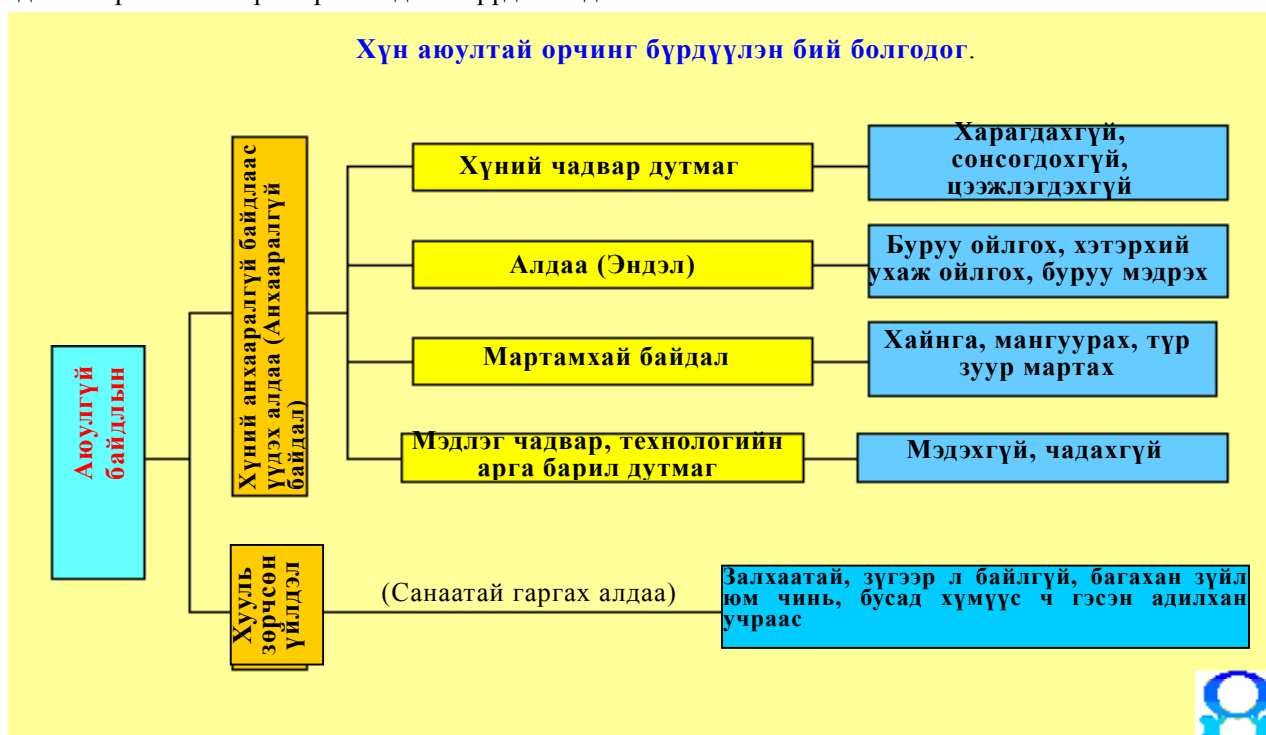 Хүн аюултай орчинг бүрдүүлэн бий болгодог.
Аюулгүй
байдлын
Хүний анхааралгүй байдлаас
үүдэх алдаа (Анхааралгүй
байдал)
Хүний чадвар дутмаг
Харагдахгүй,
сонсогдохгүй,
цээжлэгдэхгүй
Алдаа (Эндэл)
Буруу ойлгох, хэтэрхий
ухаж ойлгох, буруу мэдрэх
Мартамхай байдал
Хайнга, мангуурах, түр
зуур мартах
Мэдлэг чадвар, технологийн
арга барил дутмаг
Мэдэхгүй, чадахгүй
Хууль
зөрчсөн
үйлдэл
(Санаатай гаргах алдаа)
Залхаатай, зүгээр л байлгүй, багахан зүйл
юм чинь, бусад хүмүүс ч гэсэн адилхан
учраас